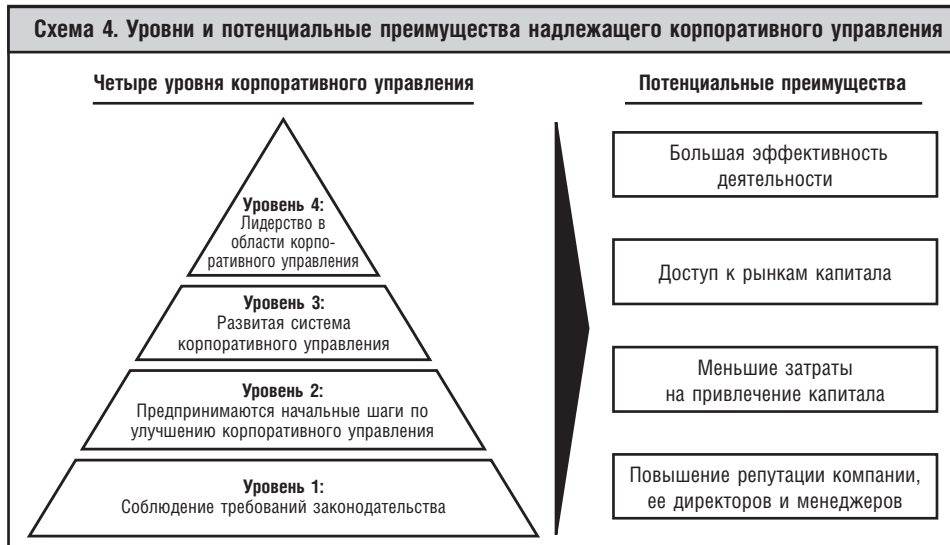 Схема 4. Уровни и потенциальные преимущества надлежащего корпоративного управления
Четыре уровня корпоративного управления
Уровень 4:
Лидерство в
области корпо-
ративного управления
Уровень 3:
Развитая система
корпоративного управления
Уровень 2:
Предпринимаются начальные шаги по
улучшению корпоративного управления
Уровень 1:
Соблюдение требований законодательства
Потенциальные преимущества
Большая эффективность
деятельности
Доступ к рынкам капитала
Меньшие затраты
на привлечение капитала
Повышение репутации компании,
ее директоров и менеджеров